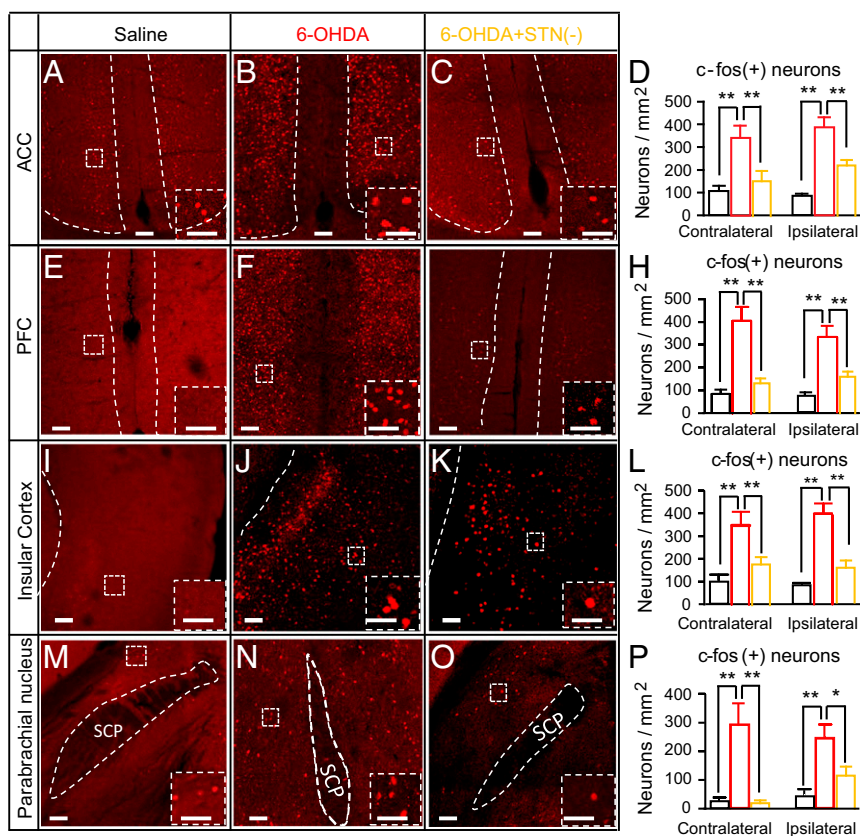 Saline 6-OHDA 6-OHDA+STN(-)
ACC
A B C
D
c-fos(+) neurons
Neurons / mm2
500
400
300
200
100
0
** ** ** **
Contralateral Ipsilateral
PFC
E F
H
c-fos(+) neurons
Neurons / mm2
500
400
300
200
100
0
** ** ** **
Contralateral Ipsilateral
Insular Cortex
I J K
L
c-fos(+) neurons
Neurons / mm2
500
400
300
200
100
0
** ** ** **
Contralateral Ipsilateral
Parabrachial nucleus
M N O
SCP SCP SCP
P
c-fos (+) neurons
Neurons / mm2
400
300
200
100
0
** ** ** *
Contralateral Ipsilateral